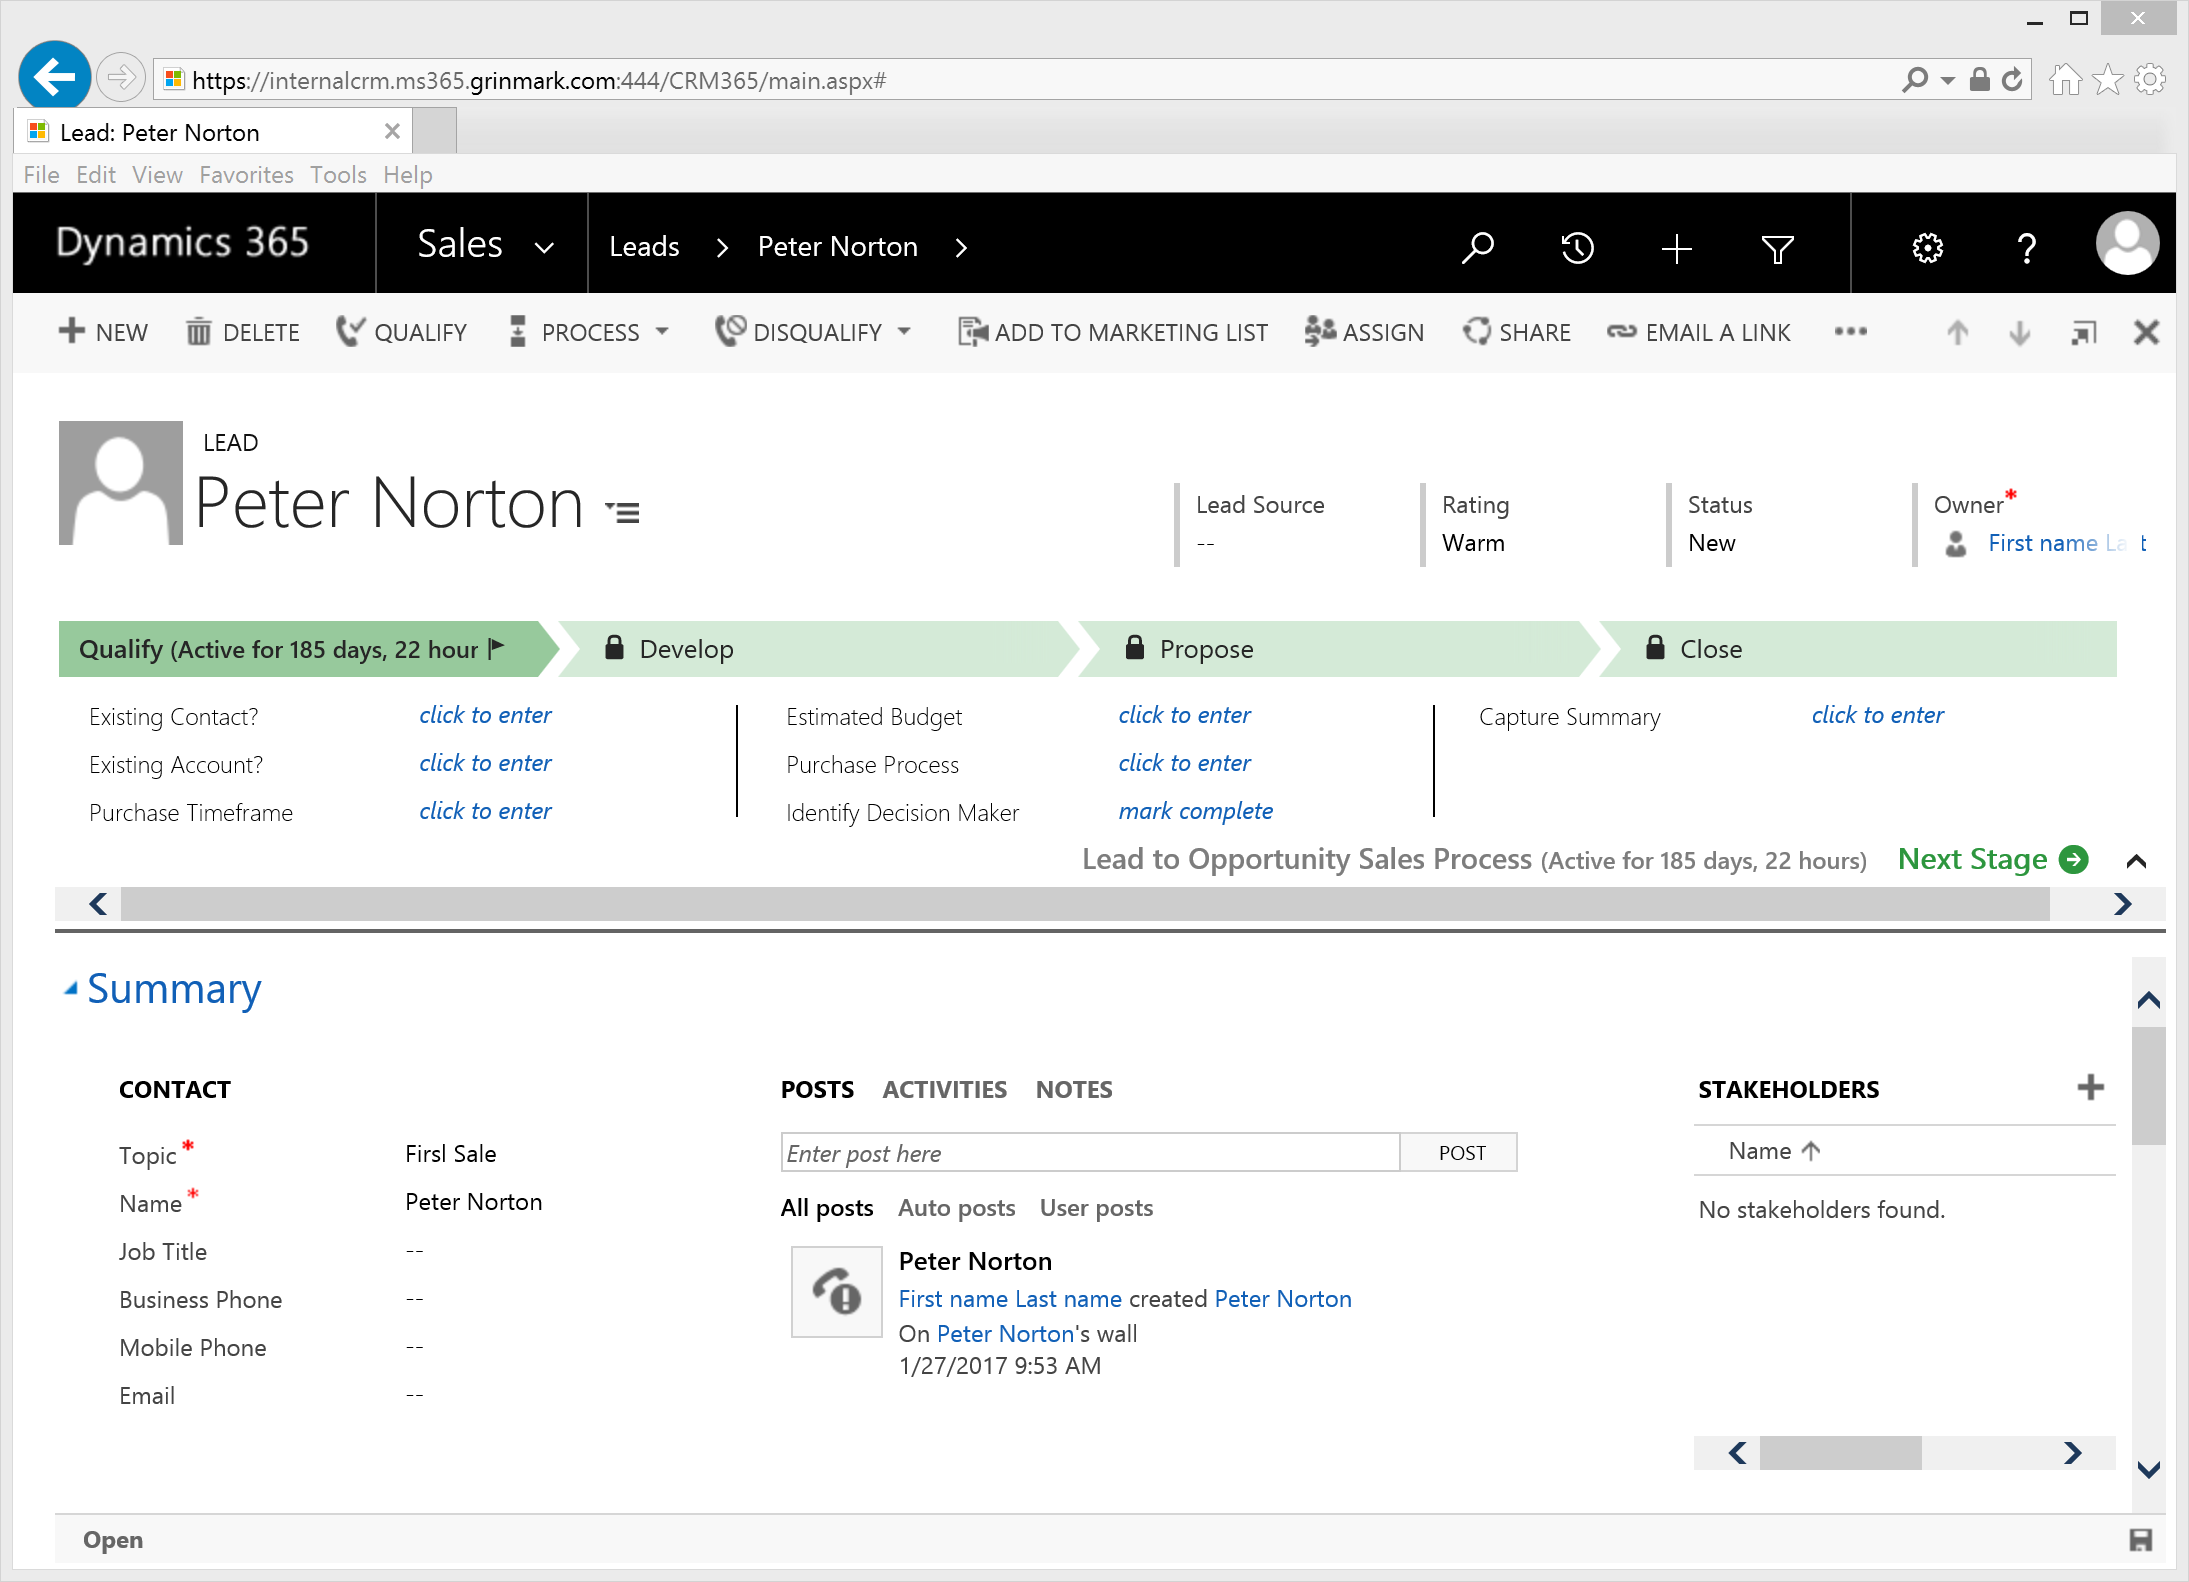 https://internalcrm.ms365.grinmark.com:444/CRM365/main.aspx#
Lead: Peter Norton
File Edit View Favorites Tools Help
Dynamics 365 Sales Leads Peter Norton
NEW DELETE QUALIFY PROCESS DISQUALIFY ADD TO MARKETING LIST ASSIGN SHARE EMAIL A LINK
LEAD
Peter Norton
Lead Source Rating Status Owner*
-- Warm New First name Last
Qualify (Active for 185 days, 22 hour Develop Propose Close
Existing Contact? click to enter Estimated Budget click to enter Capture Summary click to enter
Existing Account? click to enter Purchase Process click to enter
Purchase Timeframe click to enter Identify Decision Maker mark complete
Lead to Opportunity Sales Process (Active for 185 days, 22 hours) Next Stage
Summary
CONTACT POSTS ACTIVITIES NOTES STAKEHOLDERS
Topic* Firsl Sale Enter post here POST Name
Name* Peter Norton All posts Auto posts User posts No stakeholders found.
Job Title --
Business Phone --
Mobile Phone --
Email --
Peter Norton
First name Last name created Peter Norton
On Peter Norton's wall
1/27/2017 9:53 AM
Open